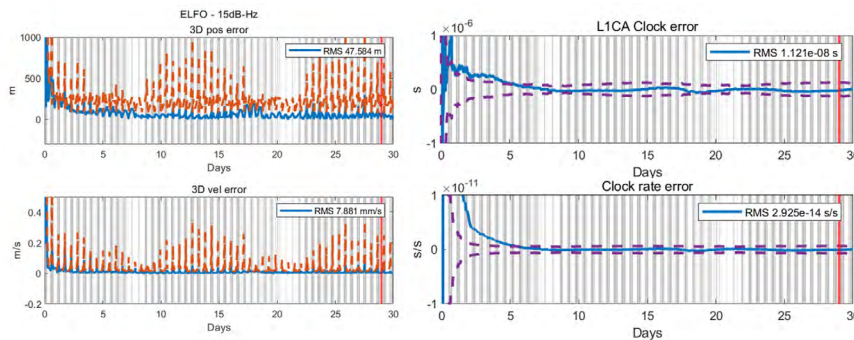 ELFO - 15dB-Hz
3D pos error
RMS 47.584 m
1000
500
0
m
0 5 10 15 20 25 30
Days
3D vel error
RMS 7.881 mm/s
0.4
0.2
0
-0.2
m/s
0 5 10 15 20 25 30
Days
L1CA Clock error
×10⁻⁶
RMS 1.121e-08 s
1
0
-1
s
0 5 10 15 20 25 30
Days
Clock rate error
×10⁻¹¹
RMS 2.925e-14 s/s
1
0
-1
s/s
0 5 10 15 20 25 30
Days